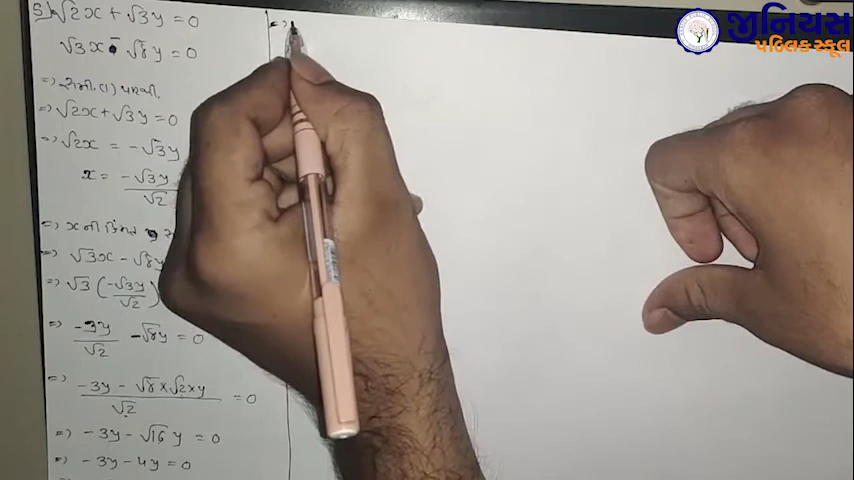 5) √2x + √3y = 0
√3x - √8y = 0
=) સમી. (1) પરથી,
=) √2x + √3y = 0
=) √2x = -√3y
x = -√3y/√2
=) x ની કિંમત
=) √3x - √8y
=) √3 (-√3y/√2)
=) -3y/√2 - √8y = 0
=) (-3y - √8 x √2 x y)/√2 = 0
=) -3y - √16 y = 0
=) -3y - 4y = 0
=)
જીનિયસ
પબ્લિક સ્કૂલ